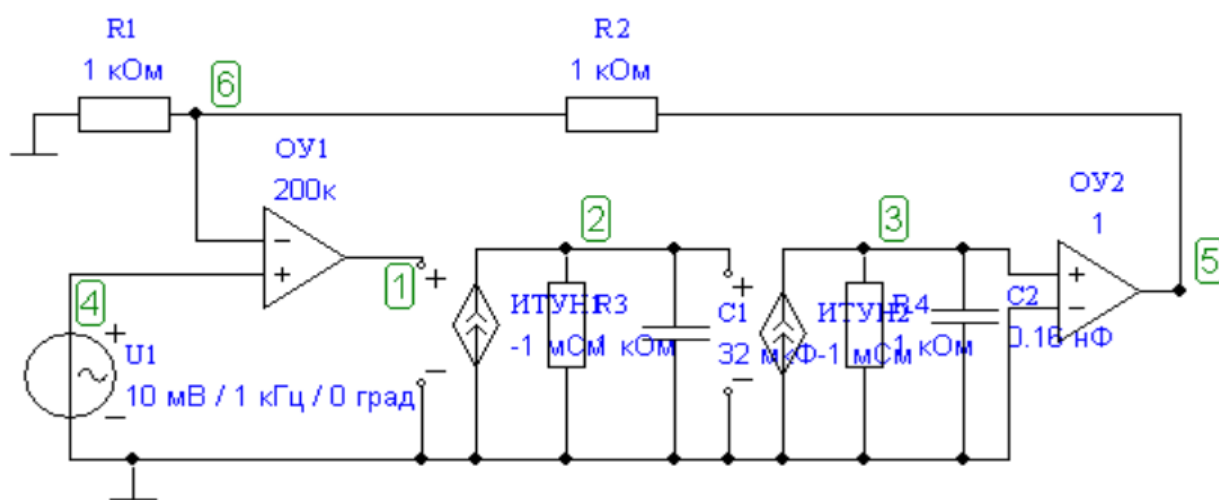 R1
1 кОм
R2
1 кОм
6
ОУ1
200к
ОУ2
1
2
3
5
1
4
+
−
U1
10 мВ / 1 кГц / 0 град
ИТУН1
-1 мСм
R3
1 кОм
C1
32 мкФ
ИТУН2
-1 мСм
R4
1 кОм
C2
0.16 нФ